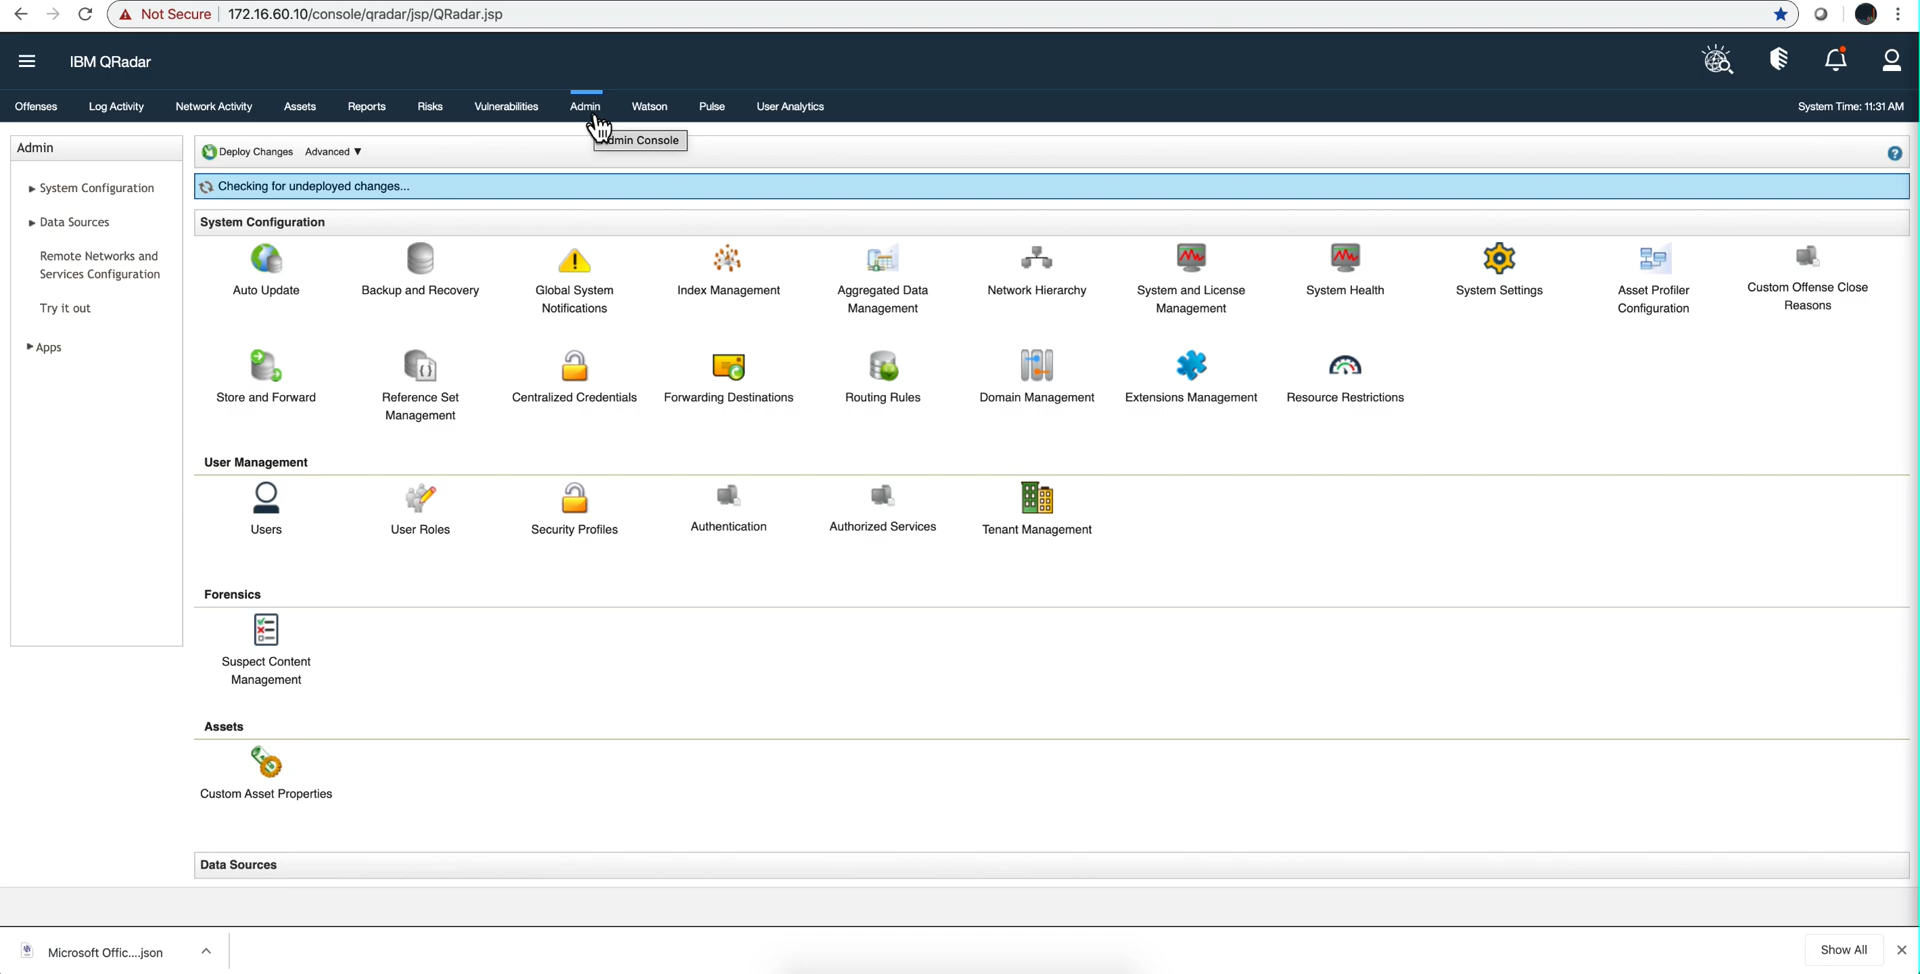 Not Secure 172.16.60.10/console/qradar/jsp/QRadar.jsp
IBM QRadar
Offenses Log Activity Network Activity Assets Reports Risks Vulnerabilities Admin Watson Pulse User Analytics System Time: 11:31 AM
Admin Console
Admin
System Configuration
Data Sources
Remote Networks and
Services Configuration
Try it out
Apps
Deploy Changes Advanced ▼
Checking for undeployed changes...
System Configuration
Auto Update
Backup and Recovery
Global System
Notifications
Index Management
Aggregated Data
Management
Network Hierarchy
System and License
Management
System Health
System Settings
Asset Profiler
Configuration
Custom Offense Close
Reasons
Store and Forward
Reference Set
Management
Centralized Credentials
Forwarding Destinations
Routing Rules
Domain Management
Extensions Management
Resource Restrictions
User Management
Users
User Roles
Security Profiles
Authentication
Authorized Services
Tenant Management
Forensics
Suspect Content
Management
Assets
Custom Asset Properties
Data Sources
Microsoft Offic....json
Show All